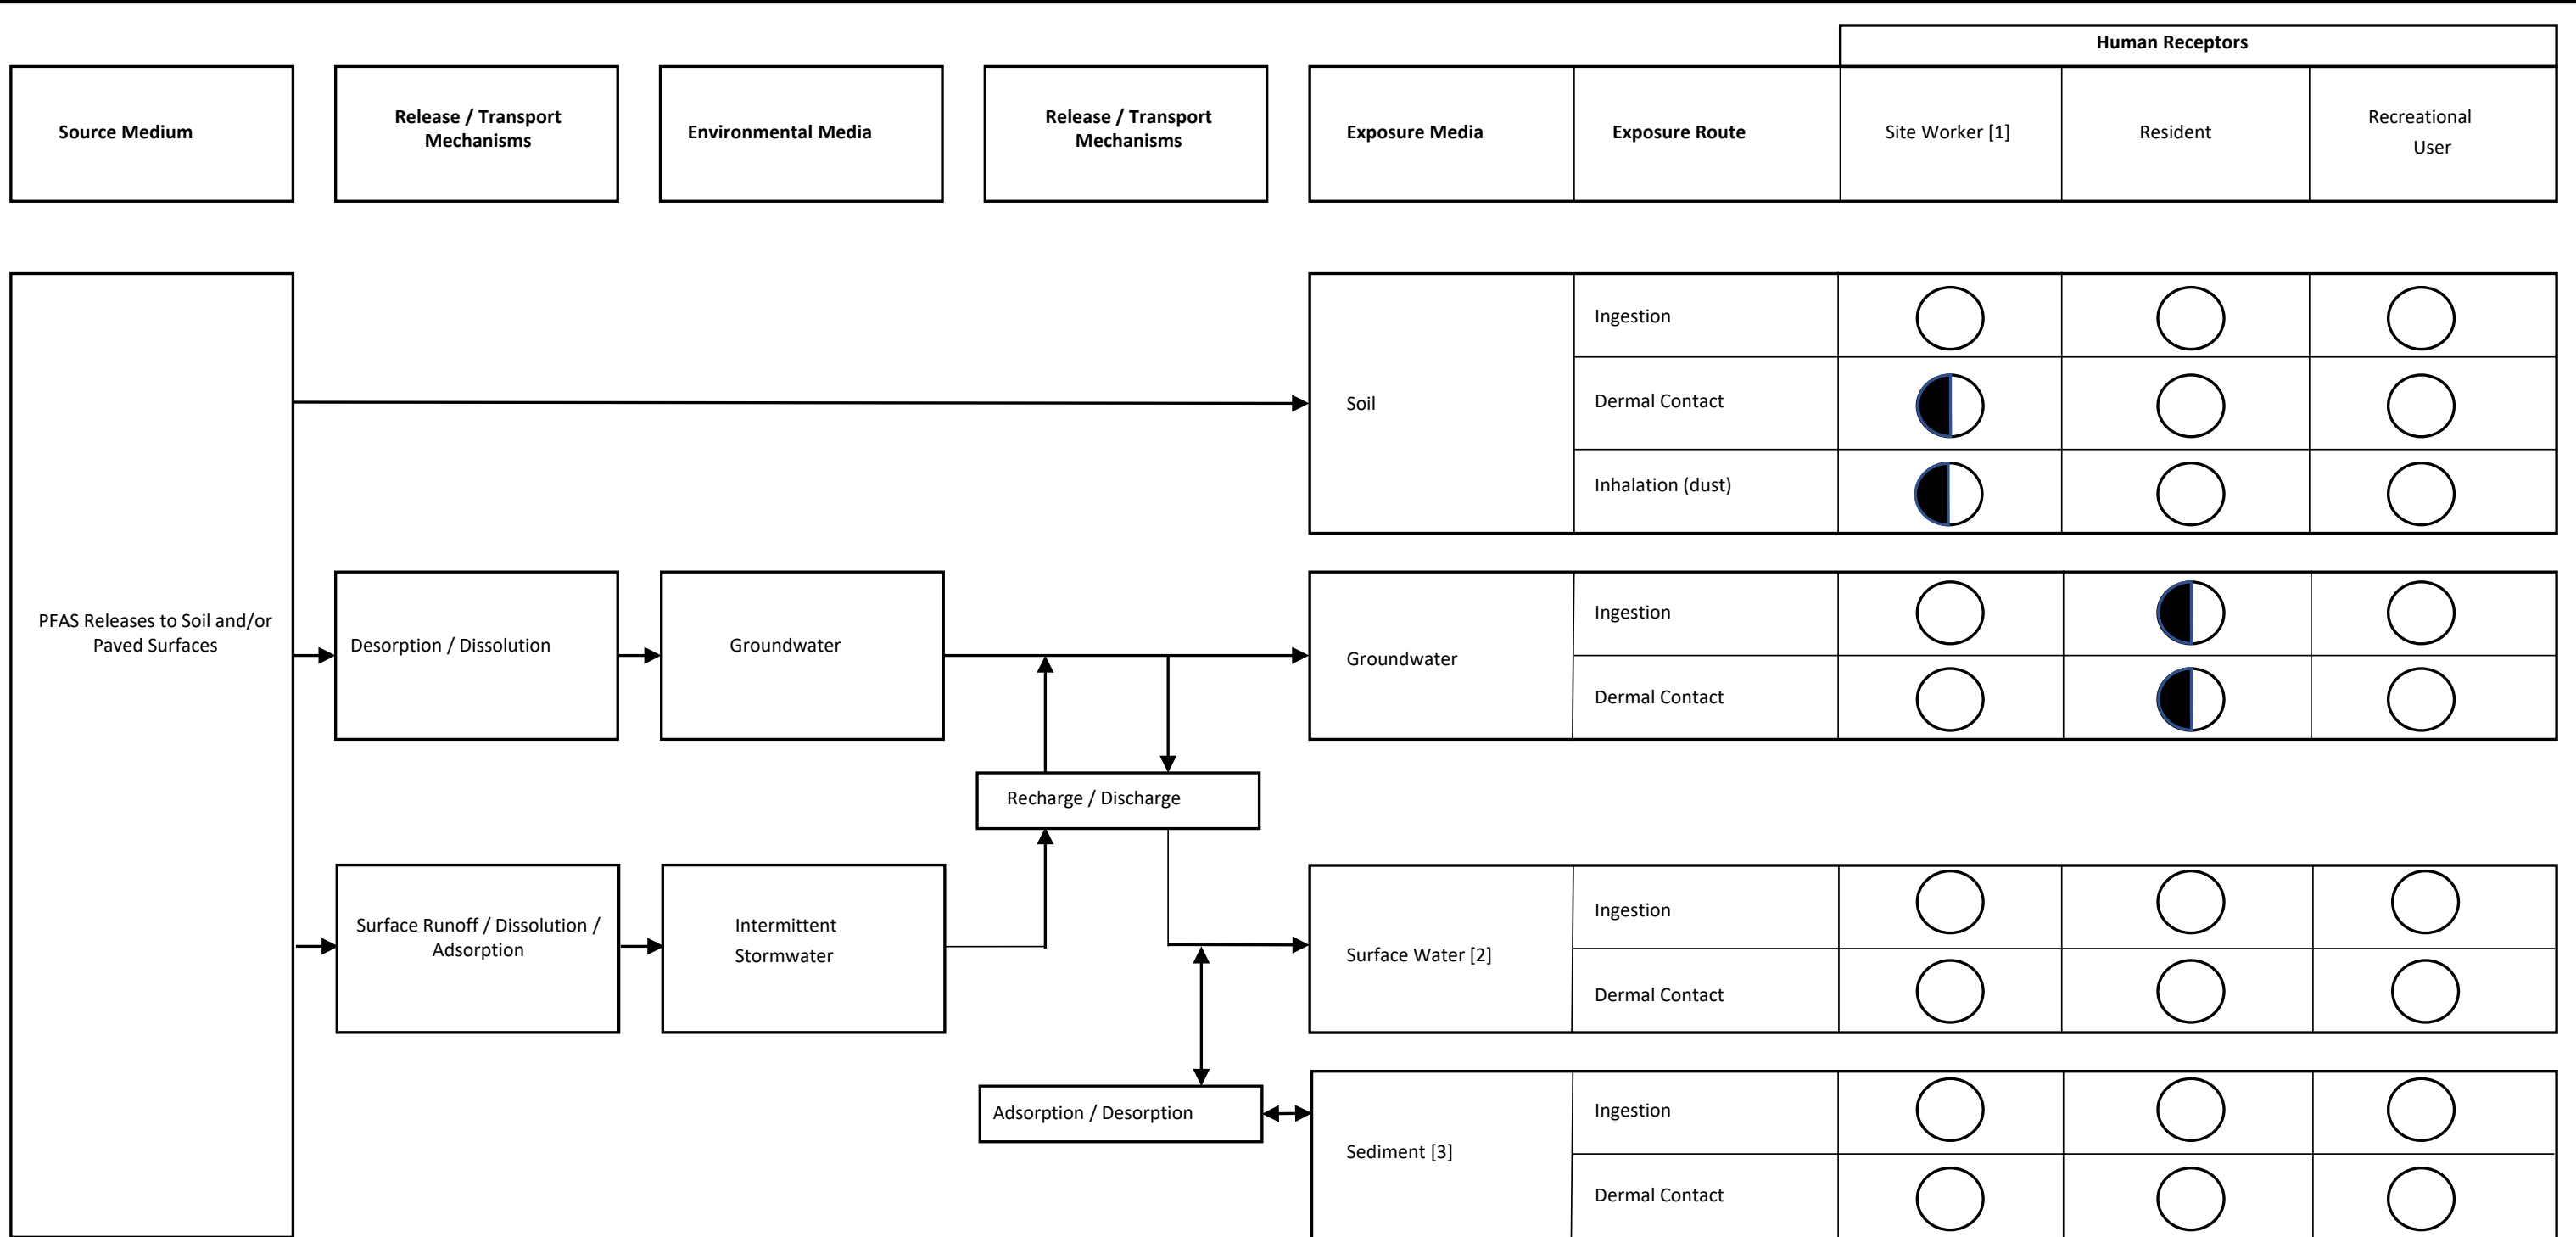 Human Receptors
Source Medium
Release / Transport
Mechanisms
Environmental Media
Release / Transport
Mechanisms
Exposure Media
Exposure Route
Site Worker [1]
Resident
Recreational
User
PFAS Releases to Soil and/or
Paved Surfaces
Soil
Ingestion
Dermal Contact
Inhalation (dust)
Desorption / Dissolution
Groundwater
Groundwater
Ingestion
Dermal Contact
Recharge / Discharge
Surface Runoff / Dissolution /
Adsorption
Intermittent
Stormwater
Surface Water [2]
Ingestion
Dermal Contact
Adsorption / Desorption
Sediment [3]
Ingestion
Dermal Contact